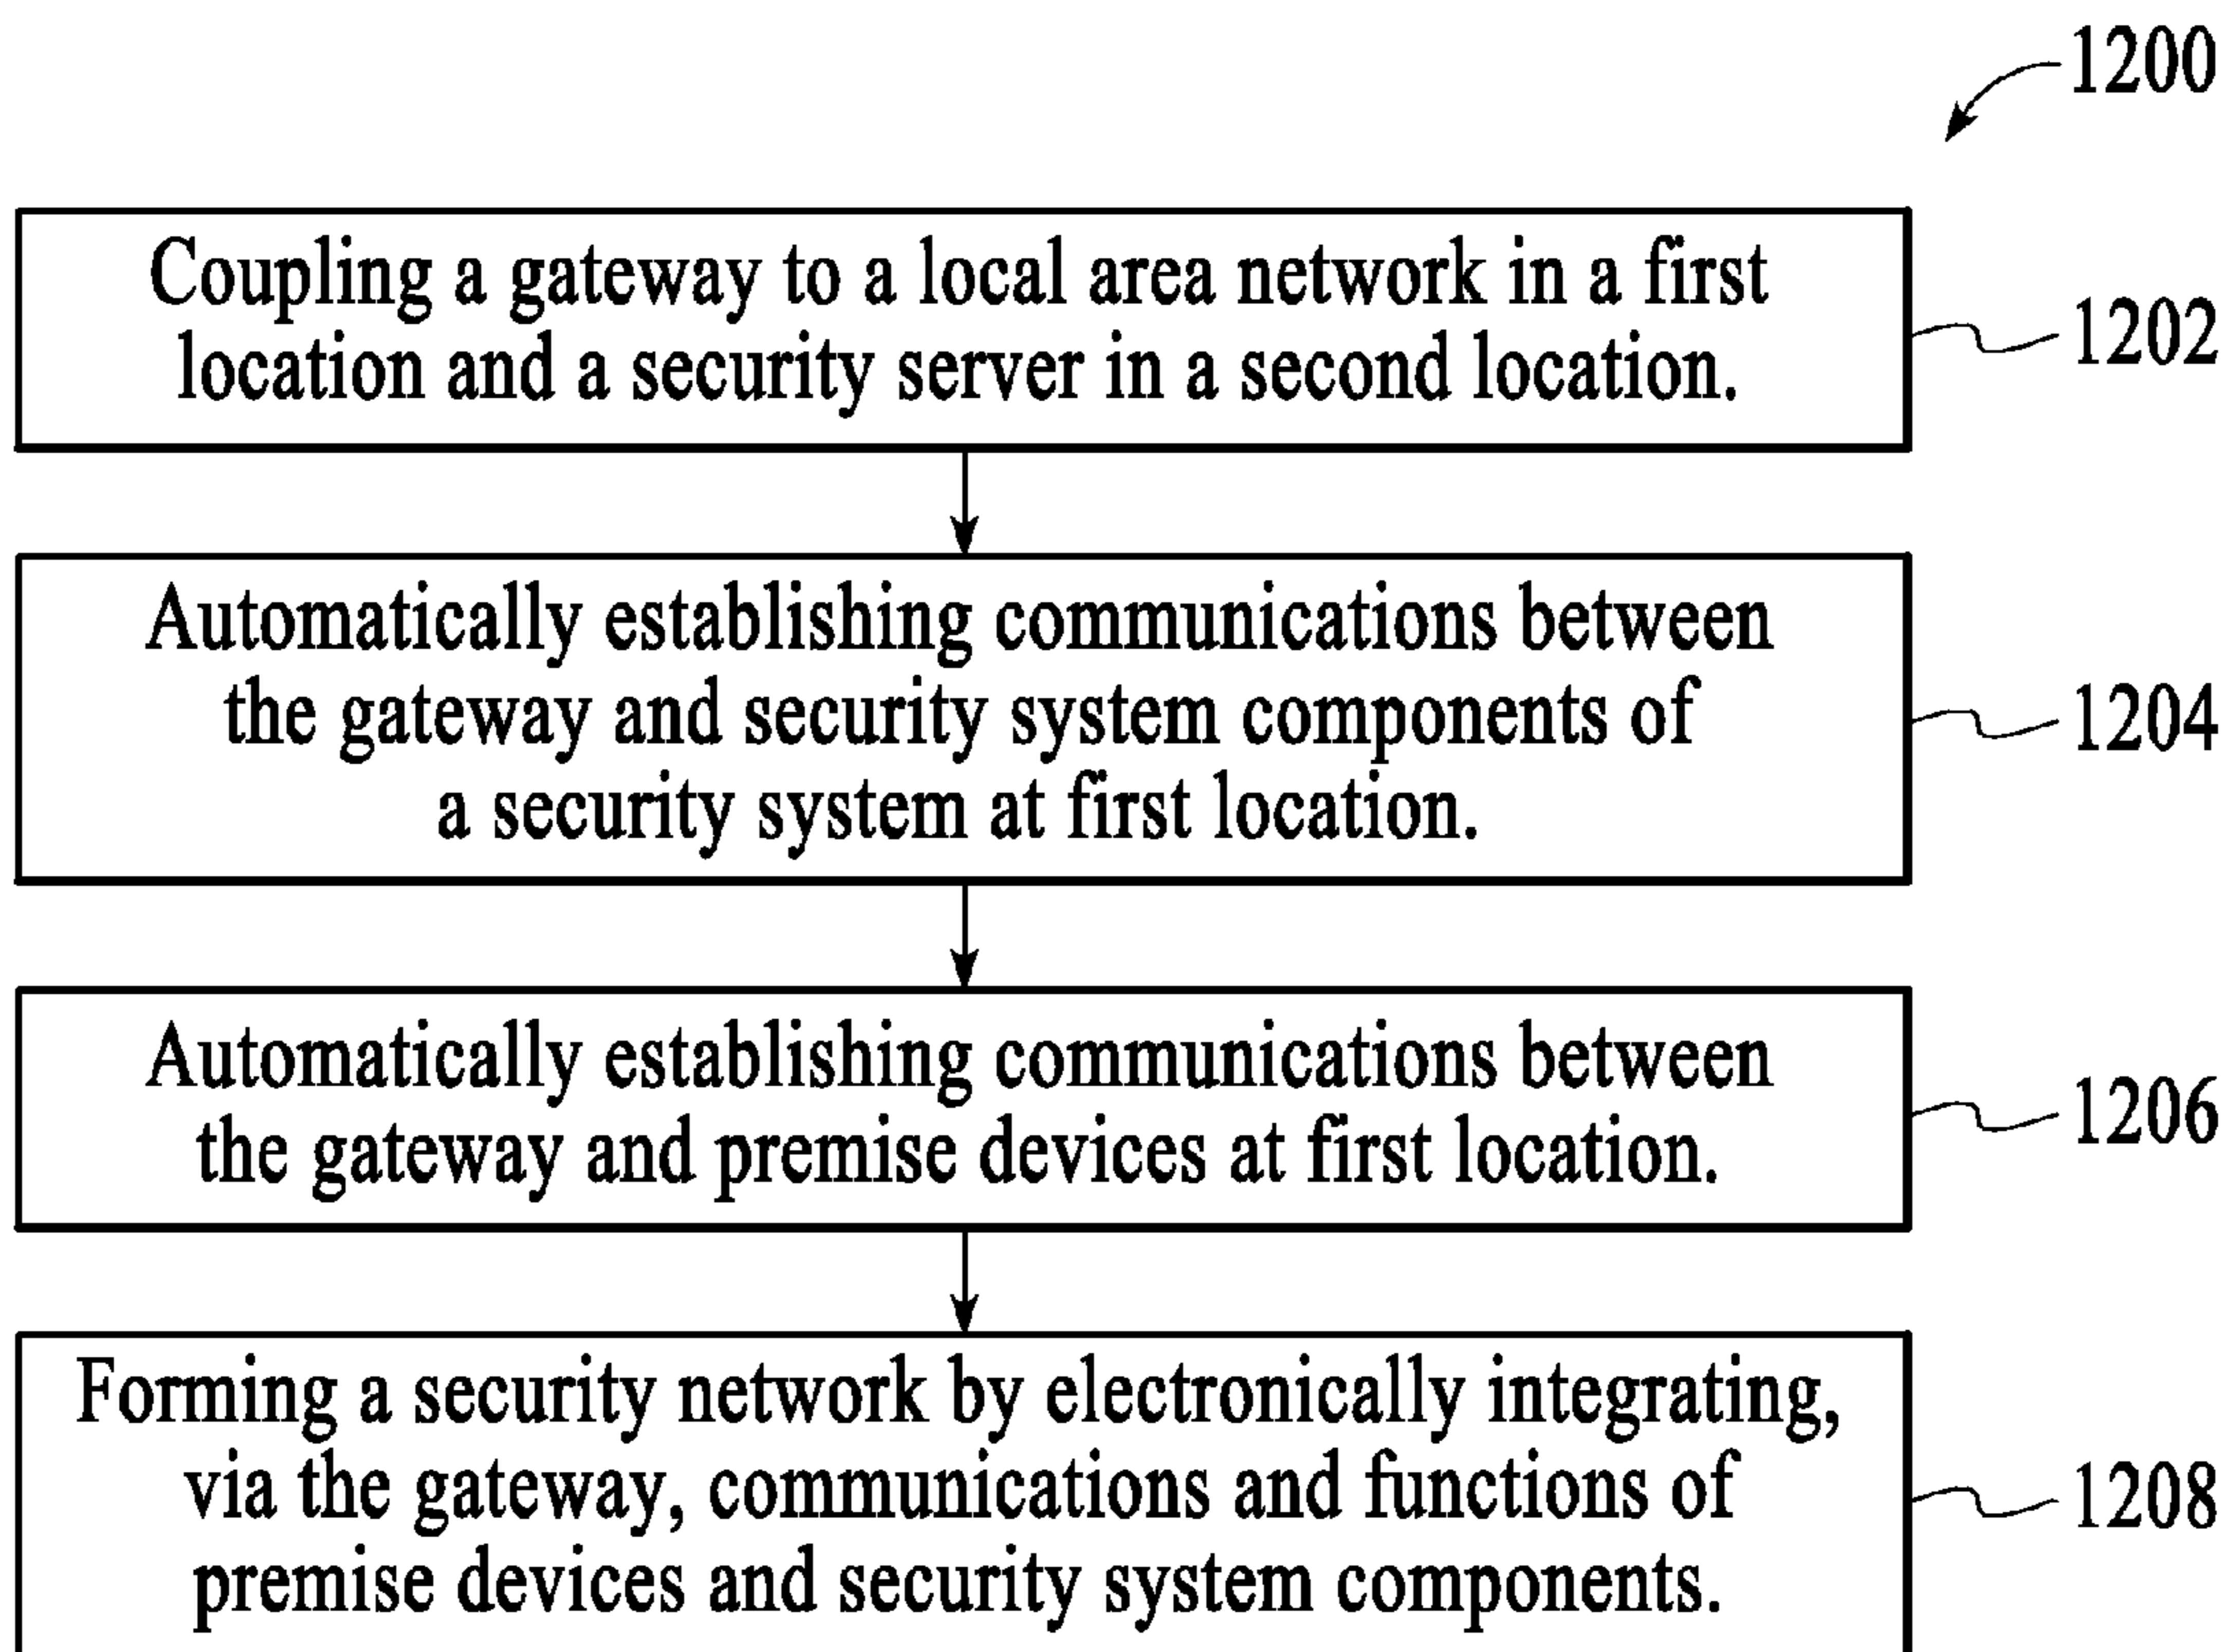 1200
Coupling a gateway to a local area network in a first
location and a security server in a second location.
1202
Automatically establishing communications between
the gateway and security system components of
a security system at first location.
1204
Automatically establishing communications between
the gateway and premise devices at first location.
1206
Forming a security network by electronically integrating,
via the gateway, communications and functions of
premise devices and security system components.
1208